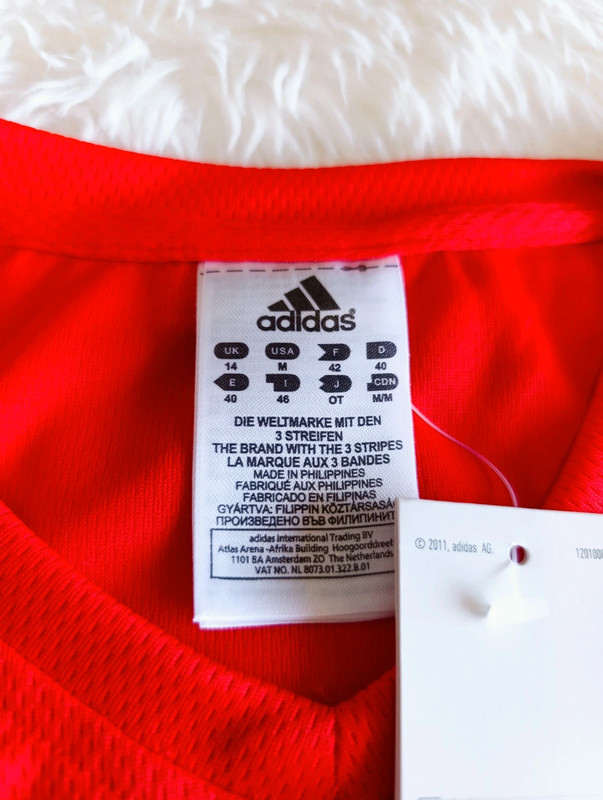 adidas®
UK USA F D
14 M 42 40
E I J CDN
40 46 OT M/M
DIE WELTMARKE MIT DEN
3 STREIFEN
THE BRAND WITH THE 3 STRIPES
LA MARQUE AUX 3 BANDES
MADE IN PHILIPPINES
FABRIQUÉ AUX PHILIPPINES
FABRICADO EN FILIPINAS
GYÁRTVA: FILIPPIN KÖZTÁRSASÁG
ПРОИЗВЕДЕНО ВЪВ ФИЛИПИНИТ
adidas International Trading BV
Atlas Arena -Afrika Building Hoogoorddreef
1101 BA Amsterdam ZO The Netherlands
VAT NO. NL 8073.01.322.B.01
© 2011, adidas AG.